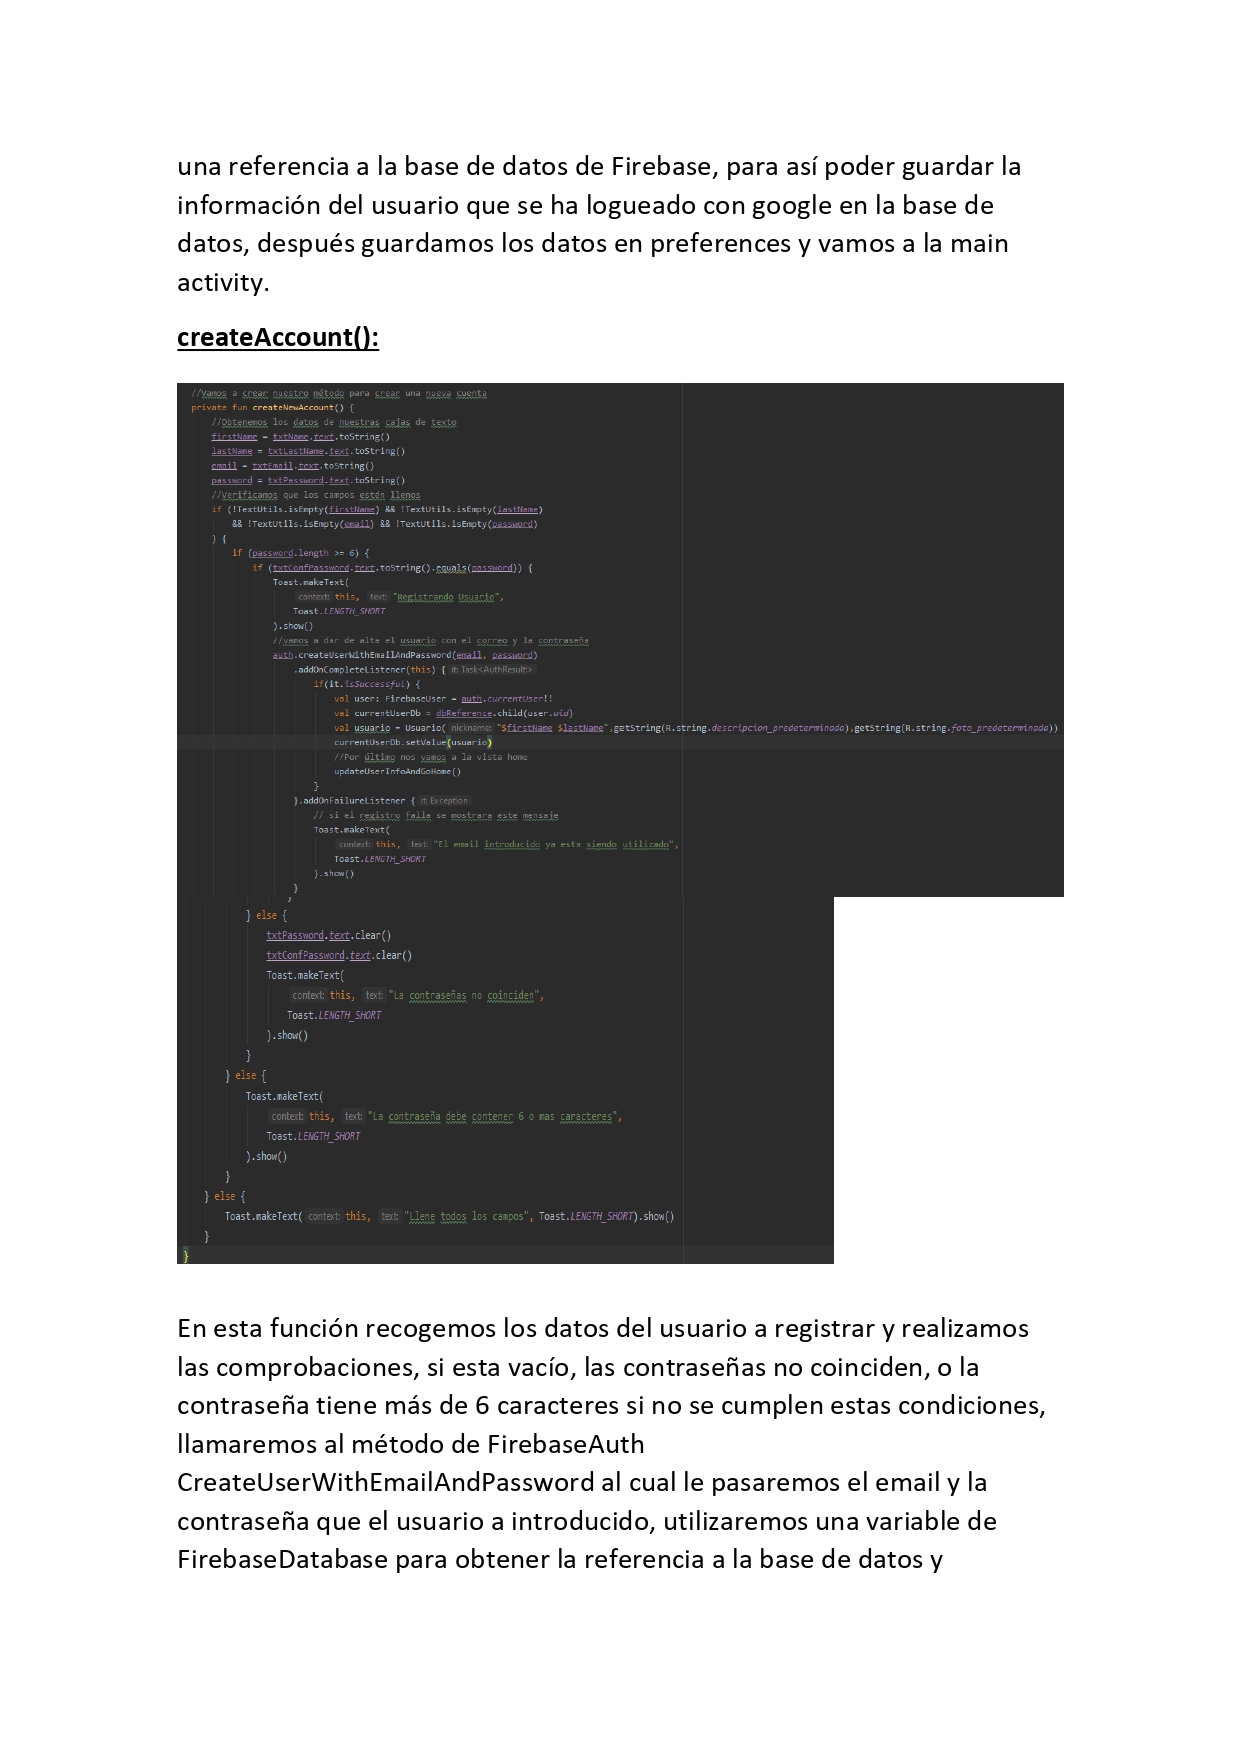 una referencia a la base de datos de Firebase, para así poder guardar la
información del usuario que se ha logueado con google en la base de
datos, después guardamos los datos en preferences y vamos a la main
activity.
createAccount():
//Vamos a crear nuestro método para crear una nueva cuenta
private fun createNewAccount() {
//Obtenemos los datos de nuestras cajas de texto
firstName = txtName.text.toString()
lastName = txtLastName.text.toString()
email = txtEmail.text.toString()
password = txtPassword.text.toString()
//Verificamos que los campos estén llenos
if (!TextUtils.isEmpty(firstName) && !TextUtils.isEmpty(lastName)
&& !TextUtils.isEmpty(email) && !TextUtils.isEmpty(password)
) {
if (password.length >= 6) {
if (txtConfPassword.text.toString().equals(password)) {
Toast.makeText(
context: this, text: "Registrando Usuario",
Toast.LENGTH_SHORT
).show()
//vamos a dar de alta el usuario con el correo y la contraseña
auth.createUserWithEmailAndPassword(email, password)
.addOnCompleteListener(this) { it: Task<AuthResult!>
if(it.isSuccessful) {
val user: FirebaseUser = auth.currentUser!!
val currentUserDb = dbReference.child(user.uid)
val usuario = Usuario( nickname: "$firstName $lastName",getString(R.string.descripcion_predeterminada),getString(R.string.foto_predeterminada))
currentUserDb.setValue(usuario)
//Por último nos vamos a la vista home
updateUserInfoAndGoHome()
}
}.addOnFailureListener { it: Exception
// si el registro falla se mostrara este mensaje
Toast.makeText(
context: this, text: "El email introducido ya esta siendo utilizado",
Toast.LENGTH_SHORT
).show()
}
}
} else {
txtPassword.text.clear()
txtConfPassword.text.clear()
Toast.makeText(
context: this, text: "La contraseñas no coinciden",
Toast.LENGTH_SHORT
).show()
}
} else {
Toast.makeText(
context: this, text: "La contraseña debe contener 6 o mas caracteres",
Toast.LENGTH_SHORT
).show()
}
} else {
Toast.makeText( context: this, text: "Llene todos los campos", Toast.LENGTH_SHORT).show()
}
}
En esta función recogemos los datos del usuario a registrar y realizamos
las comprobaciones, si esta vacío, las contraseñas no coinciden, o la
contraseña tiene más de 6 caracteres si no se cumplen estas condiciones,
llamaremos al método de FirebaseAuth
CreateUserWithEmailAndPassword al cual le pasaremos el email y la
contraseña que el usuario a introducido, utilizaremos una variable de
FirebaseDatabase para obtener la referencia a la base de datos y